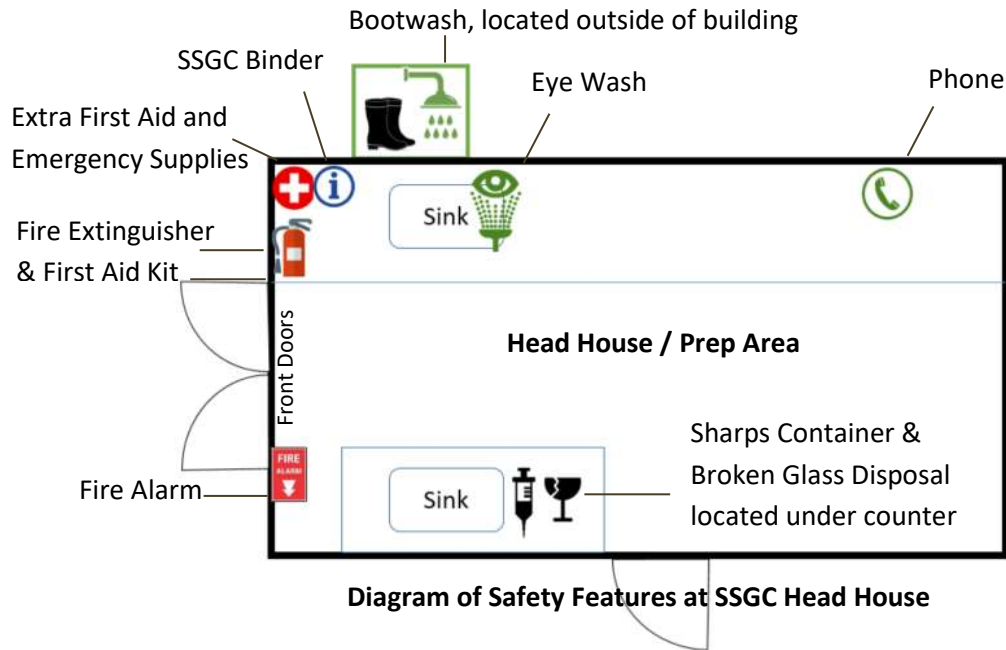 Bootwash, located outside of building
SSGC Binder
Eye Wash
Phone
Extra First Aid and
Emergency Supplies
i
Sink
Fire Extinguisher
& First Aid Kit
Front Doors
Head House / Prep Area
FIRE
ALARM
Fire Alarm
Sink
Sharps Container &
Broken Glass Disposal
located under counter
Diagram of Safety Features at SSGC Head House